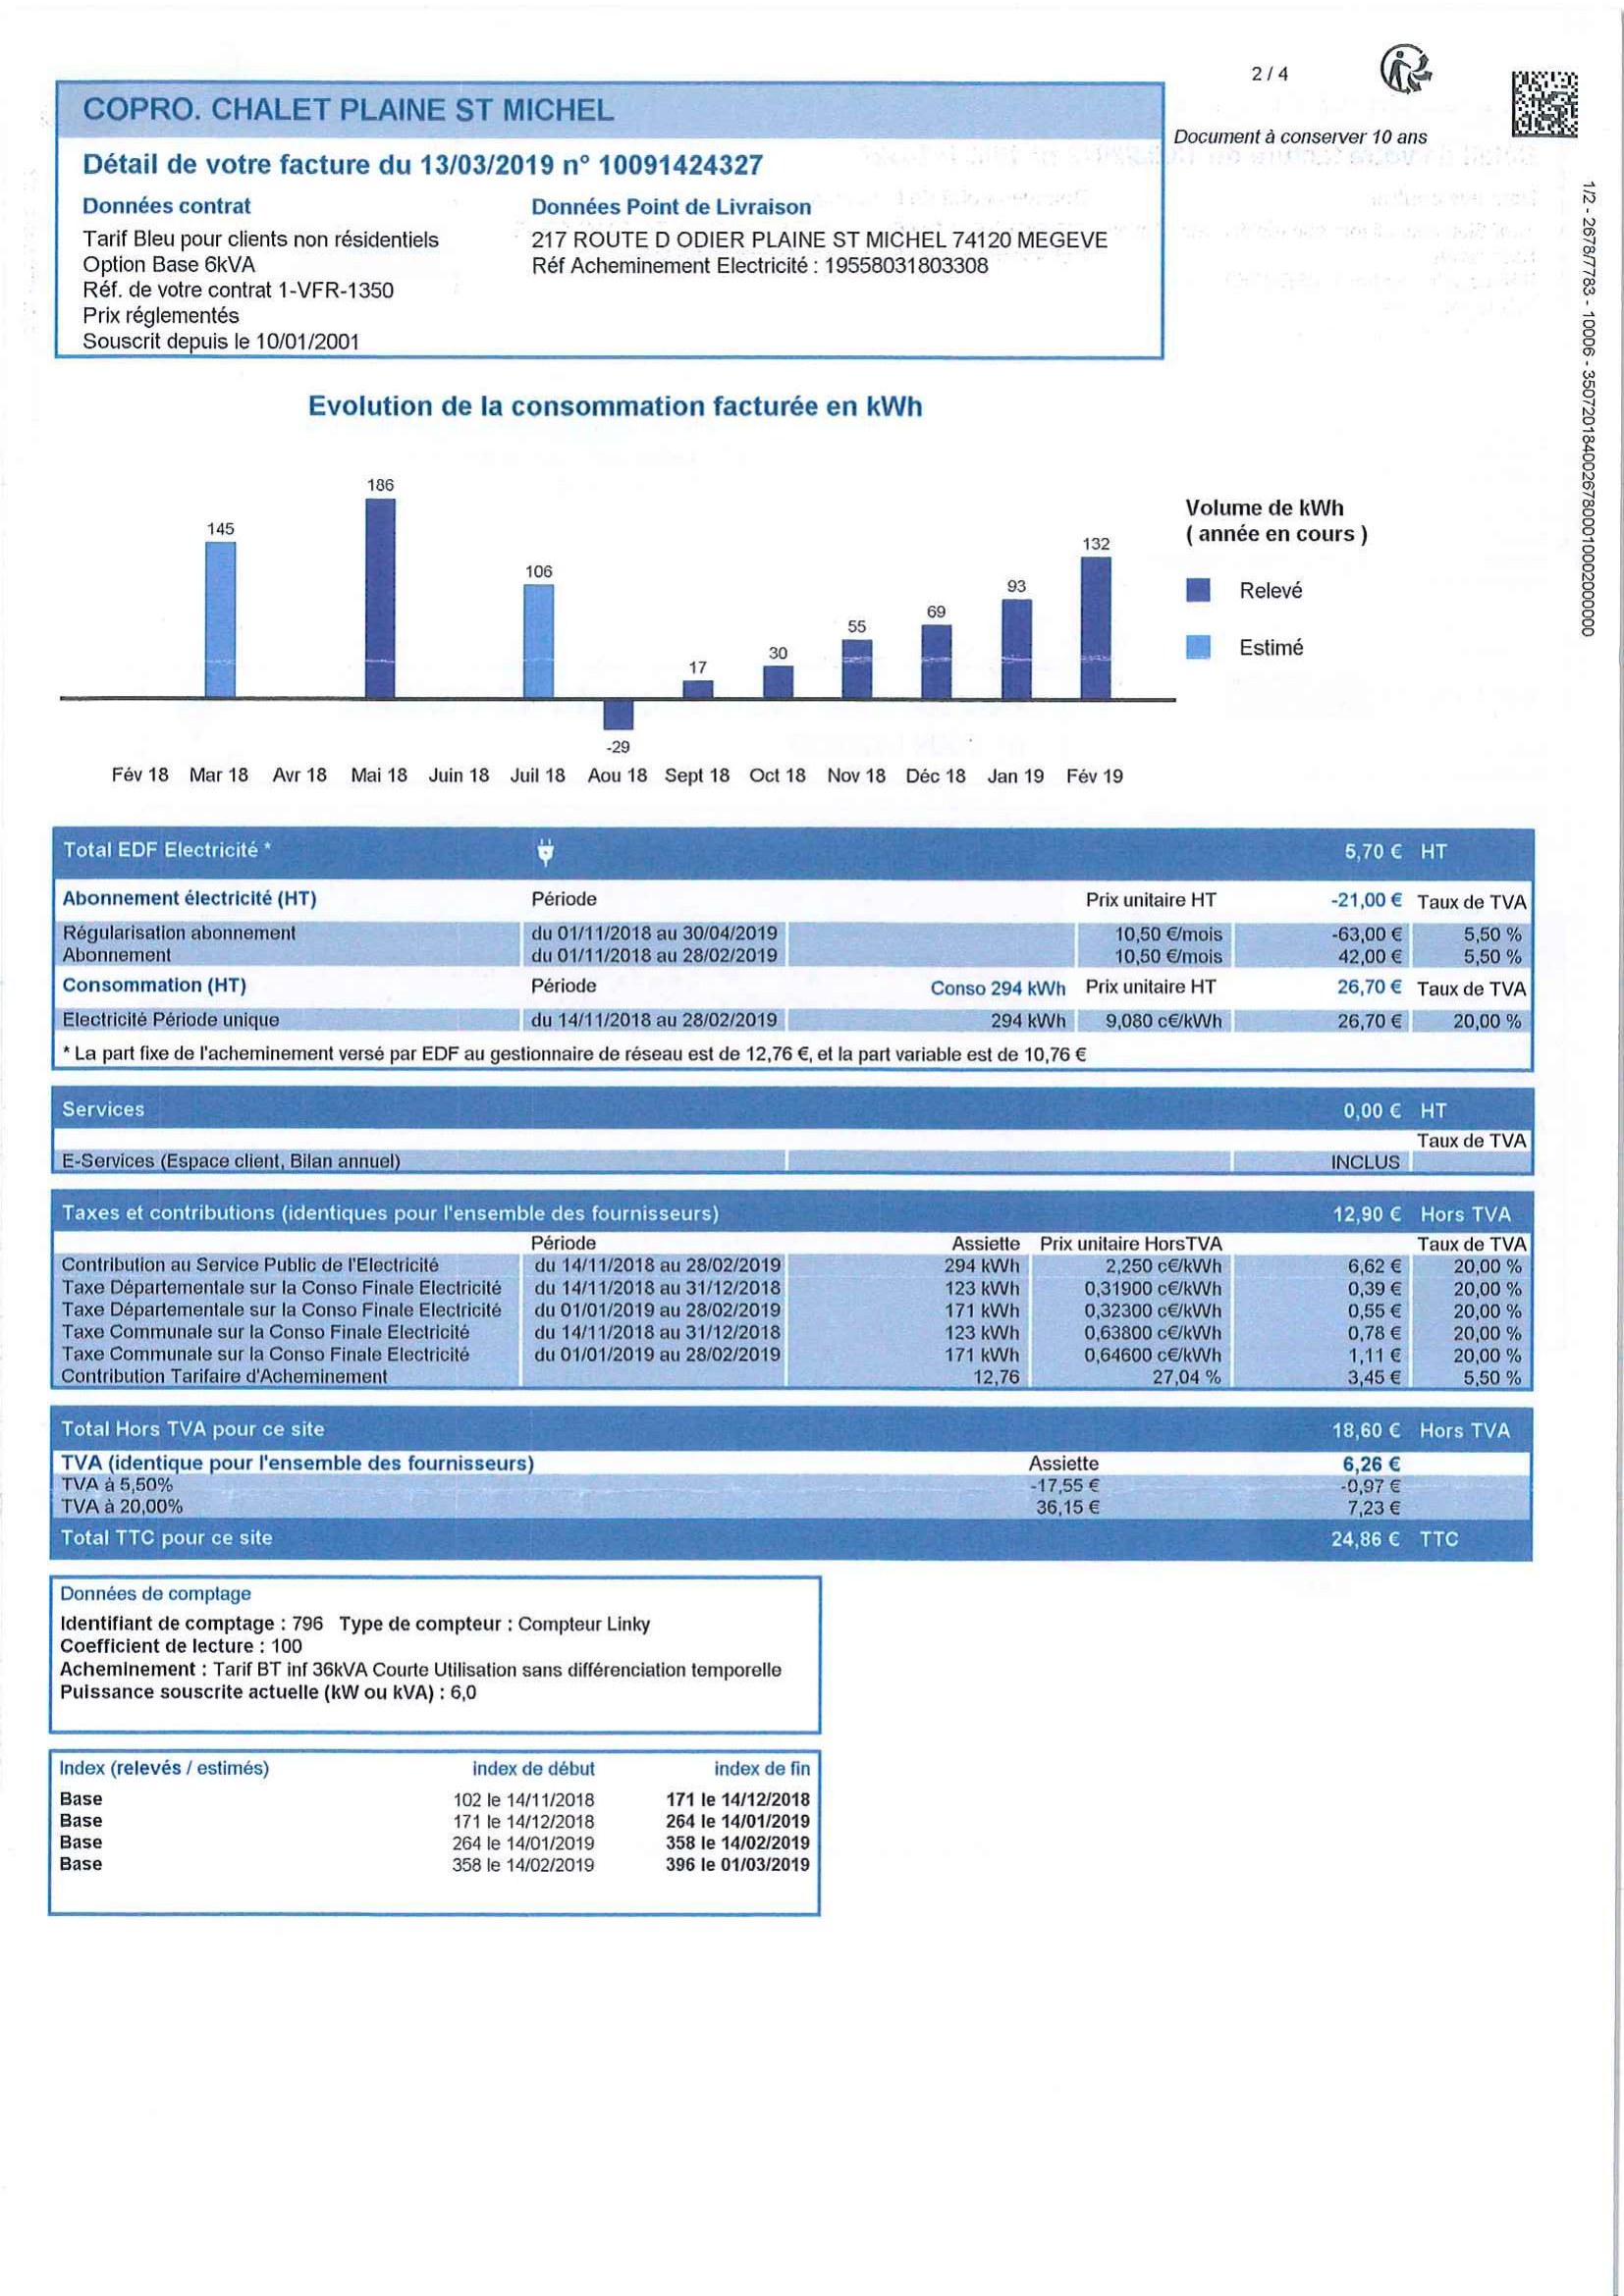 2 / 4
COPRO. CHALET PLAINE ST MICHEL
Document à conserver 10 ans
Détail de votre facture du 13/03/2019 n° 10091424327
Données contrat Données Point de Livraison
Tarif Bleu pour clients non résidentiels 217 ROUTE D ODIER PLAINE ST MICHEL 74120 MEGEVE
Option Base 6kVA Réf Acheminement Electricité : 19558031803308
Réf. de votre contrat 1-VFR-1350
Prix réglementés
Souscrit depuis le 10/01/2001
1/2 - 2678/7783 - 10006 - 35072018400267800010002000000
Evolution de la consommation facturée en kWh
186
145
132
106
93
69
55
30
17
-29
Volume de kWh
( année en cours )
Relevé
Estimé
Fév 18 Mar 18 Avr 18 Mai 18 Juin 18 Juil 18 Aou 18 Sept 18 Oct 18 Nov 18 Déc 18 Jan 19 Fév 19
Total EDF Electricité * 5,70 € HT
Abonnement électricité (HT) Période Prix unitaire HT -21,00 € Taux de TVA
Régularisation abonnement du 01/11/2018 au 30/04/2019 10,50 €/mois -63,00 € 5,50 %
Abonnement du 01/11/2018 au 28/02/2019 10,50 €/mois 42,00 € 5,50 %
Consommation (HT) Période Conso 294 kWh Prix unitaire HT 26,70 € Taux de TVA
Electricité Période unique du 14/11/2018 au 28/02/2019 294 kWh 9,080 c€/kWh 26,70 € 20,00 %
* La part fixe de l'acheminement versé par EDF au gestionnaire de réseau est de 12,76 €, et la part variable est de 10,76 €
Services 0,00 € HT
Taux de TVA
E-Services (Espace client, Bilan annuel) INCLUS
Taxes et contributions (identiques pour l'ensemble des fournisseurs) 12,90 € Hors TVA
Période Assiette Prix unitaire HorsTVA Taux de TVA
Contribution au Service Public de l'Electricité du 14/11/2018 au 28/02/2019 294 kWh 2,250 c€/kWh 6,62 € 20,00 %
Taxe Départementale sur la Conso Finale Electricité du 14/11/2018 au 31/12/2018 123 kWh 0,31900 c€/kWh 0,39 € 20,00 %
Taxe Départementale sur la Conso Finale Electricité du 01/01/2019 au 28/02/2019 171 kWh 0,32300 c€/kWh 0,55 € 20,00 %
Taxe Communale sur la Conso Finale Electricité du 14/11/2018 au 31/12/2018 123 kWh 0,63800 c€/kWh 0,78 € 20,00 %
Taxe Communale sur la Conso Finale Electricité du 01/01/2019 au 28/02/2019 171 kWh 0,64600 c€/kWh 1,11 € 20,00 %
Contribution Tarifaire d'Acheminement 12,76 27,04 % 3,45 € 5,50 %
Total Hors TVA pour ce site 18,60 € Hors TVA
TVA (identique pour l'ensemble des fournisseurs) Assiette 6,26 €
TVA à 5,50% -17,55 € -0,97 €
TVA à 20,00% 36,15 € 7,23 €
Total TTC pour ce site 24,86 € TTC
Données de comptage
Identifiant de comptage : 796 Type de compteur : Compteur Linky
Coefficient de lecture : 100
Acheminement : Tarif BT inf 36kVA Courte Utilisation sans différenciation temporelle
Puissance souscrite actuelle (kW ou kVA) : 6,0
Index (relevés / estimés) index de début index de fin
Base 102 le 14/11/2018 171 le 14/12/2018
Base 171 le 14/12/2018 264 le 14/01/2019
Base 264 le 14/01/2019 358 le 14/02/2019
Base 358 le 14/02/2019 396 le 01/03/2019